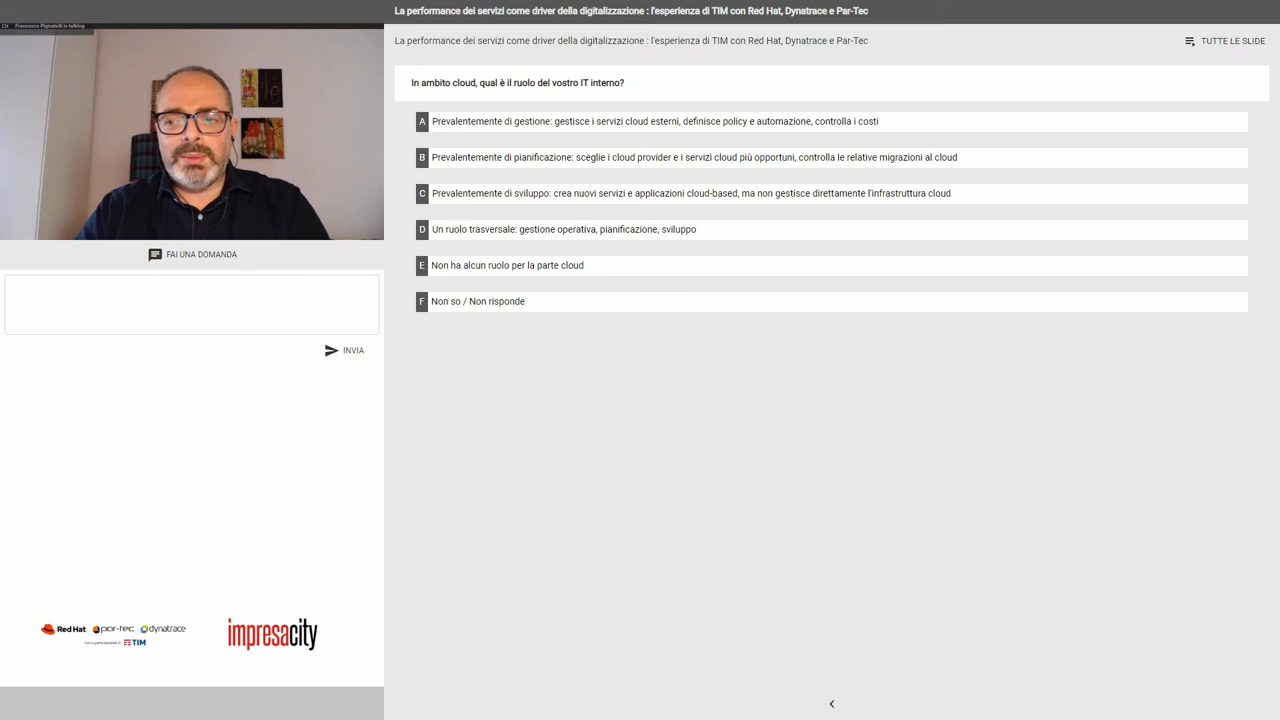 La performance dei servizi come driver della digitalizzazione : l'esperienza di TIM con Red Hat, Dynatrace e Par-Tec
Francesco Pignatelli is talking
La performance dei servizi come driver della digitalizzazione : l'esperienza di TIM con Red Hat, Dynatrace e Par-Tec
TUTTE LE SLIDE
In ambito cloud, qual è il ruolo del vostro IT interno?
A Prevalentemente di gestione: gestisce i servizi cloud esterni, definisce policy e automazione, controlla i costi
B Prevalentemente di pianificazione: sceglie i cloud provider e i servizi cloud più opportuni, controlla le relative migrazioni al cloud
C Prevalentemente di sviluppo: crea nuovi servizi e applicazioni cloud-based, ma non gestisce direttamente l'infrastruttura cloud
D Un ruolo trasversale: gestione operativa, pianificazione, sviluppo
E Non ha alcun ruolo per la parte cloud
F Non so / Non risponde
FAI UNA DOMANDA
INVIA
Red Hat par-tec dynatrace
TIM
impresacity